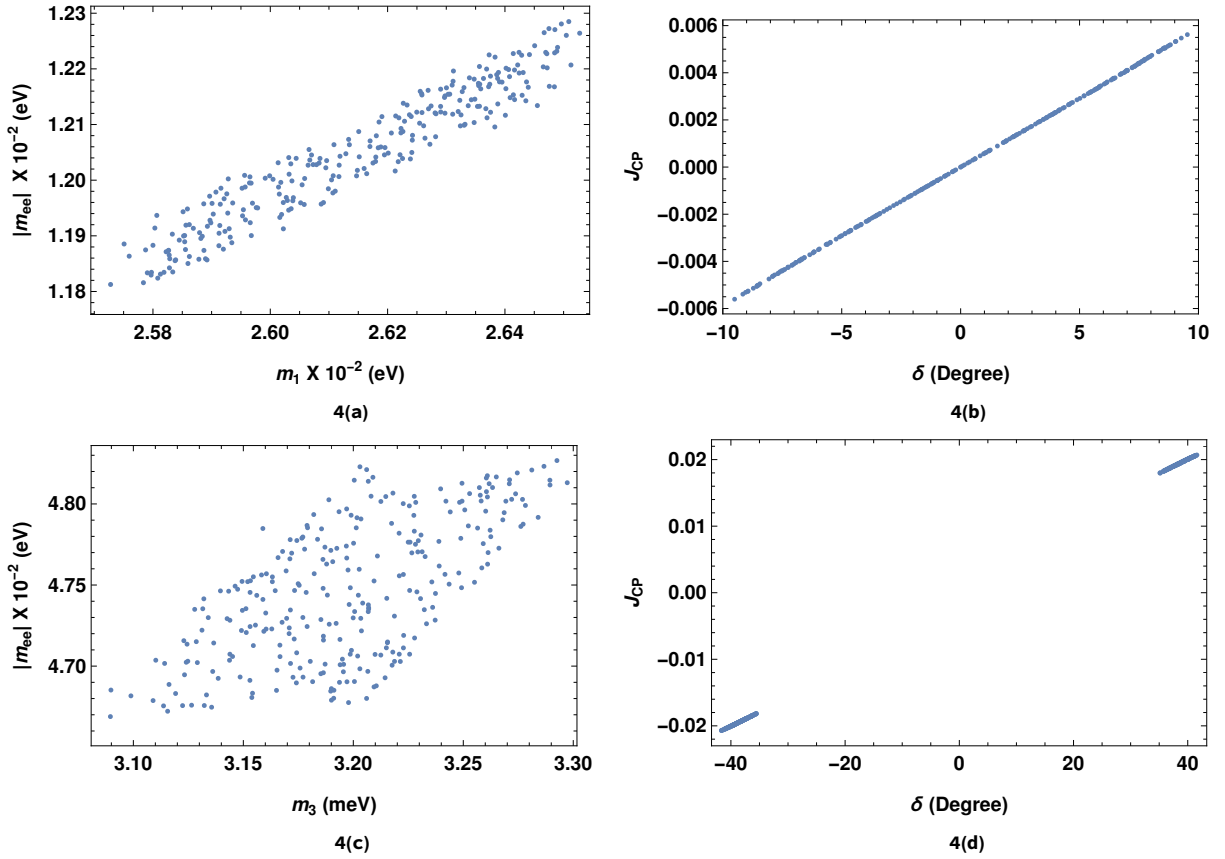 1.23
1.22
1.21
1.20
1.19
1.18
|m_ee| X 10^−2 (eV)
2.58 2.60 2.62 2.64
m_1 X 10^−2 (eV)
4(a)
0.006
0.004
0.002
0.000
−0.002
−0.004
−0.006
J_CP
−10 −5 0 5 10
δ (Degree)
4(b)
4.80
4.75
4.70
|m_ee| X 10^−2 (eV)
3.10 3.15 3.20 3.25 3.30
m_3 (meV)
4(c)
0.02
0.01
0.00
−0.01
−0.02
J_CP
−40 −20 0 20 40
δ (Degree)
4(d)